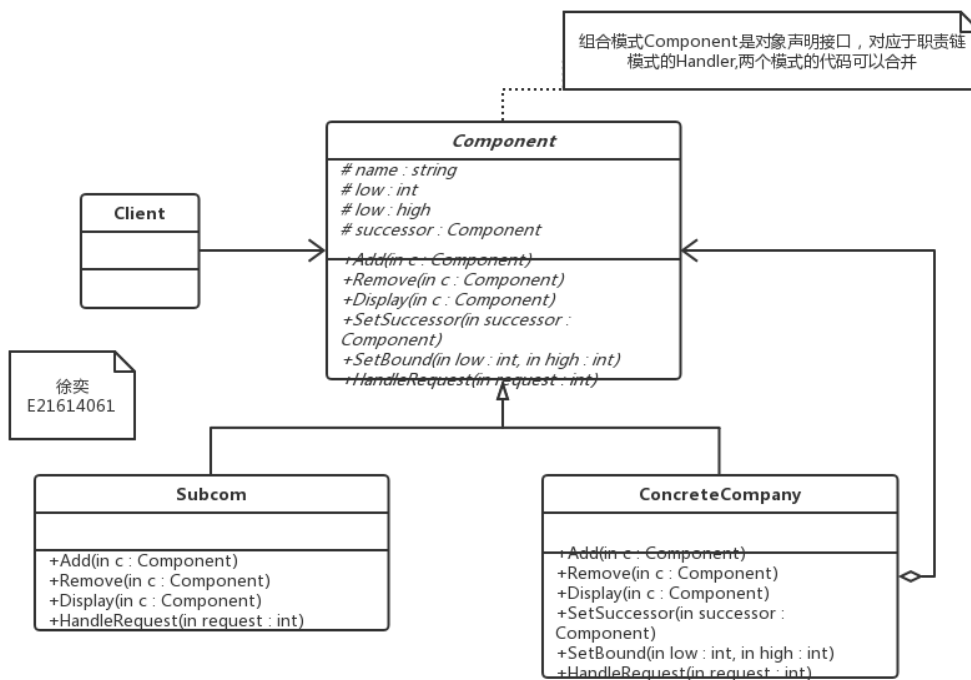 组合模式Component是对象声明接口，对应于职责链
模式的Handler,两个模式的代码可以合并
Component
# name : string
# low : int
# low : high
# successor : Component
+Add(in c : Component)
+Remove(in c : Component)
+Display(in c : Component)
+SetSuccessor(in successor :
Component)
+SetBound(in low : int, in high : int)
+HandleRequest(in request : int)
Client
徐奕
E21614061
Subcom
+Add(in c : Component)
+Remove(in c : Component)
+Display(in c : Component)
+HandleRequest(in request : int)
ConcreteCompany
+Add(in c : Component)
+Remove(in c : Component)
+Display(in c : Component)
+SetSuccessor(in successor :
Component)
+SetBound(in low : int, in high : int)
+HandleRequest(in request : int)